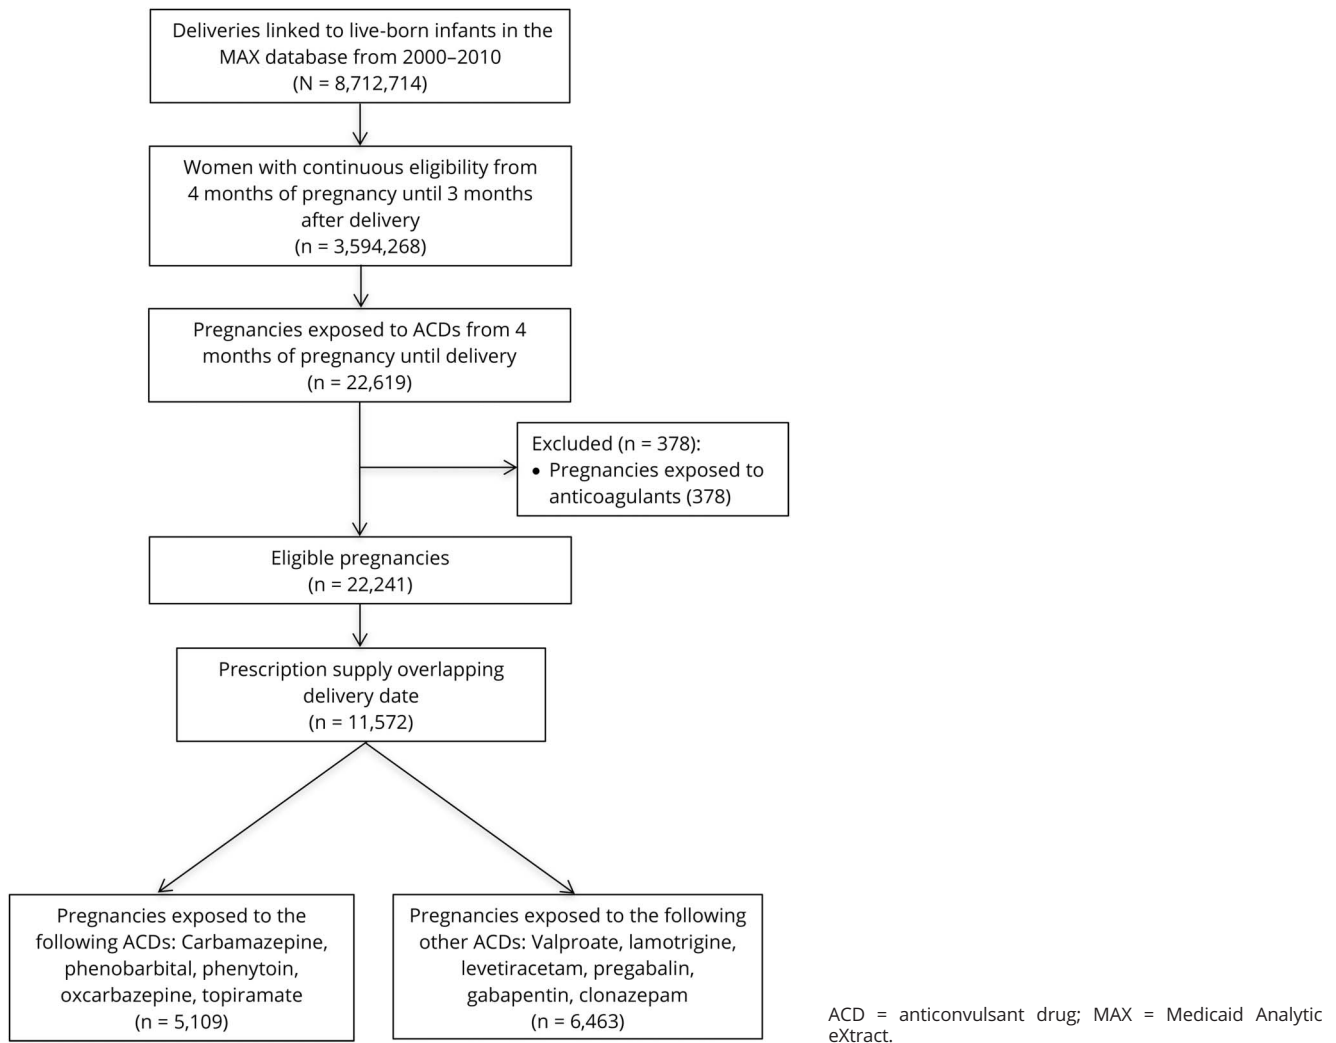 Deliveries linked to live-born infants in the
MAX database from 2000–2010
(N = 8,712,714)
Women with continuous eligibility from
4 months of pregnancy until 3 months
after delivery
(n = 3,594,268)
Pregnancies exposed to ACDs from 4
months of pregnancy until delivery
(n = 22,619)
Excluded (n = 378):
• Pregnancies exposed to
anticoagulants (378)
Eligible pregnancies
(n = 22,241)
Prescription supply overlapping
delivery date
(n = 11,572)
Pregnancies exposed to the
following ACDs: Carbamazepine,
phenobarbital, phenytoin,
oxcarbazepine, topiramate
(n = 5,109)
Pregnancies exposed to the following
other ACDs: Valproate, lamotrigine,
levetiracetam, pregabalin,
gabapentin, clonazepam
(n = 6,463)
ACD = anticonvulsant drug; MAX = Medicaid Analytic
eXtract.